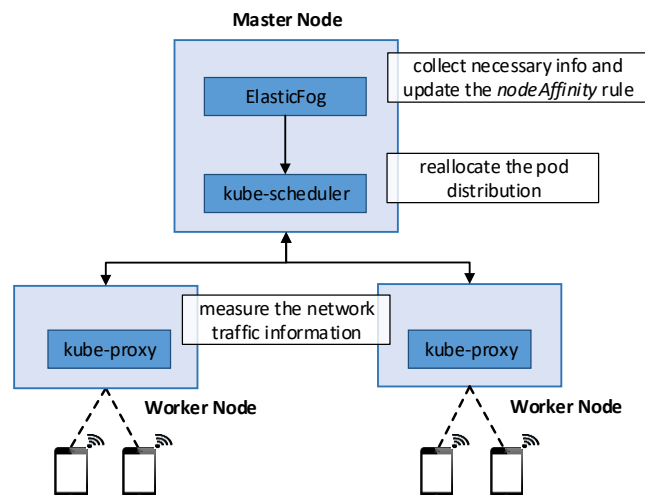 Master Node
collect necessary info and
update the nodeAffinity rule
ElasticFog
reallocate the pod
distribution
kube-scheduler
measure the network
traffic information
kube-proxy
kube-proxy
Worker Node
Worker Node